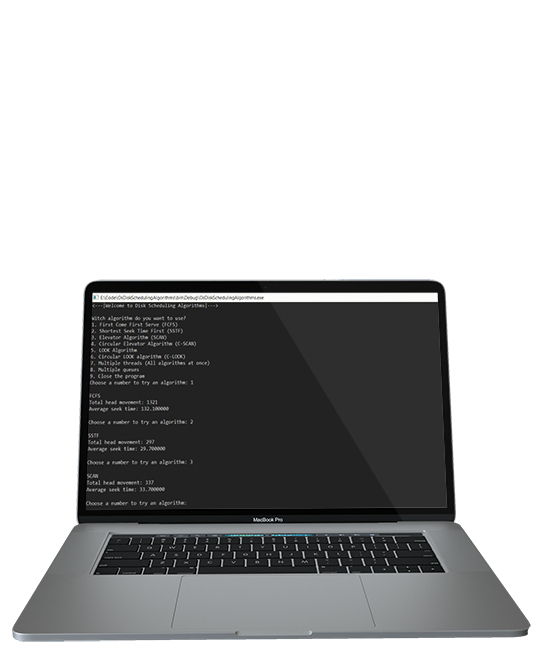 E:\Code\OsDiskSchedulingAlgorithms\bin\Debug\OsDiskSchedulingAlgorithms.exe
<---|Welcome to Disk Scheduling Algorithms|--->
Witch algorithm do you want to use?
1. First Come First Serve (FCFS)
2. Shortest Seek Time First (SSTF)
3. Elevator Algorithm (SCAN)
4. Circular Elevator Algorithm (C-SCAN)
5. LOOK Algorithm
6. Circular LOOK algorithm (C-LOOK)
7. Multiple threads (All algorithms at once)
8. Multiple queues
9. Close the program
Choose a number to try an algorithm: 1
FCFS
Total head movement: 1321
Average seek time: 132.100000
Choose a number to try an algorithm: 2
SSTF
Total head movement: 297
Average seek time: 29.700000
Choose a number to try an algorithm: 3
SCAN
Total head movement: 337
Average seek time: 33.700000
Choose a number to try an algorithm:
MacBook Pro